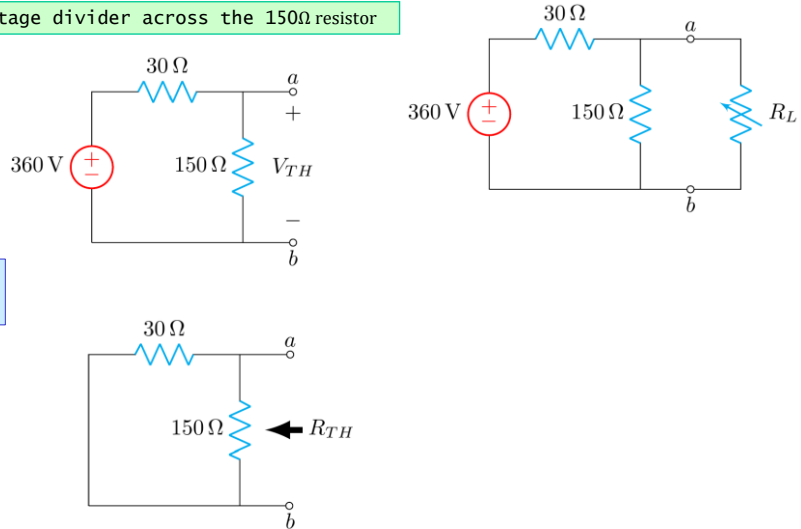 tage divider across the 150Ω resistor
30 Ω
a
+
360 V
+
−
150 Ω
V_TH
−
b
30 Ω
a
360 V
+
−
150 Ω
R_L
b
30 Ω
a
150 Ω
R_TH
b